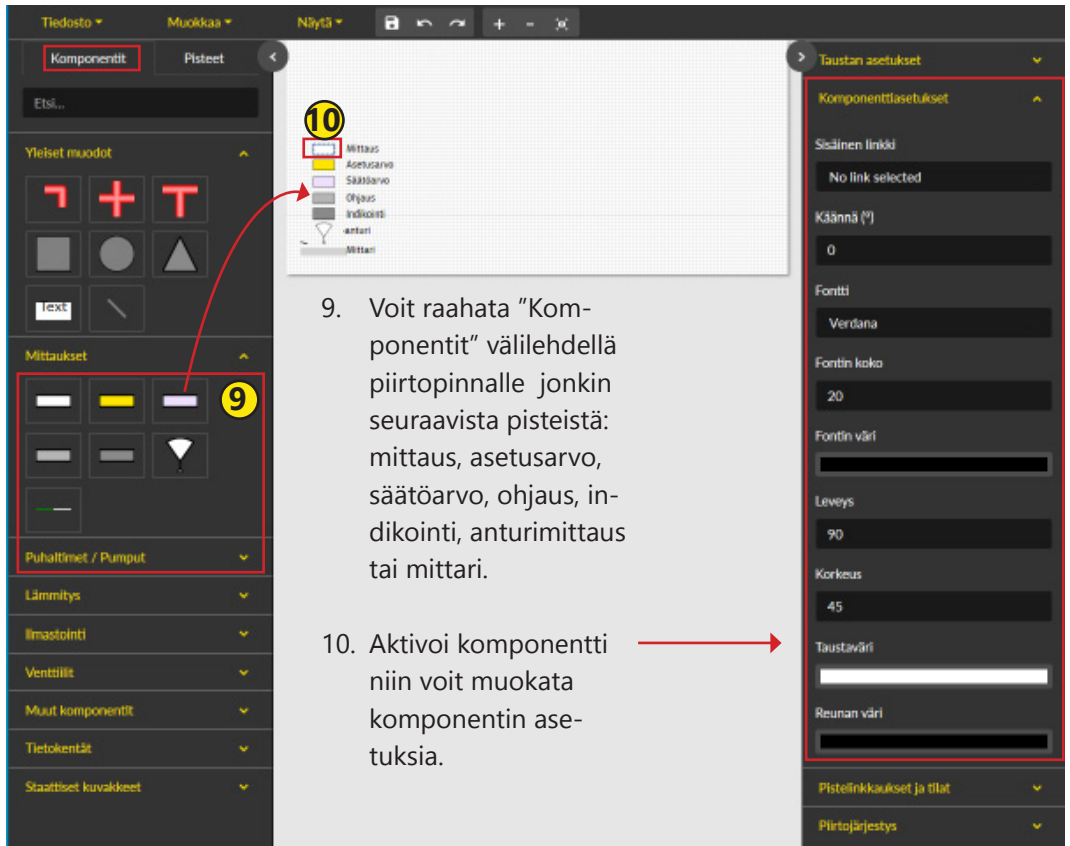 Tiedosto Muokkaa Näytä
Komponentit Pisteet
Etsi...
Yleiset muodot
Text
Mittaukset
9
Puhaltimet / Pumput
Lämmitys
Ilmastointi
Venttiilit
Muut komponentit
Tietokentät
Staattiset kuvakkeet
10
Mittaus
Asetusarvo
Säätöarvo
Ohjaus
Indikointi
-anturi
Mittari
9. Voit raahata "Kom-
ponentit" välilehdellä
piirtopinnalle jonkin
seuraavista pisteistä:
mittaus, asetusarvo,
säätöarvo, ohjaus, in-
dikointi, anturimittaus
tai mittari.
10. Aktivoi komponentti
niin voit muokata
komponentin ase-
tuksia.
Taustan asetukset
Komponenttiasetukset
Sisäinen linkki
No link selected
Käännä (º)
0
Fontti
Verdana
Fontin koko
20
Fontin väri
Leveys
90
Korkeus
45
Taustaväri
Reunan väri
Pistelinkkaukset ja tilat
Piirtojärjestys